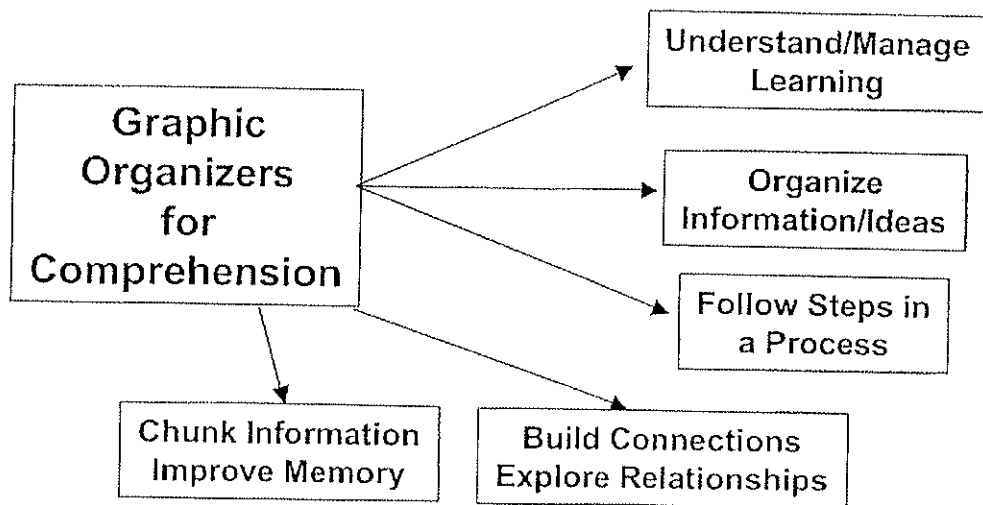 Graphic
Organizers
for
Comprehension
Understand/Manage
Learning
Organize
Information/Ideas
Follow Steps in
a Process
Build Connections
Explore Relationships
Chunk Information
Improve Memory